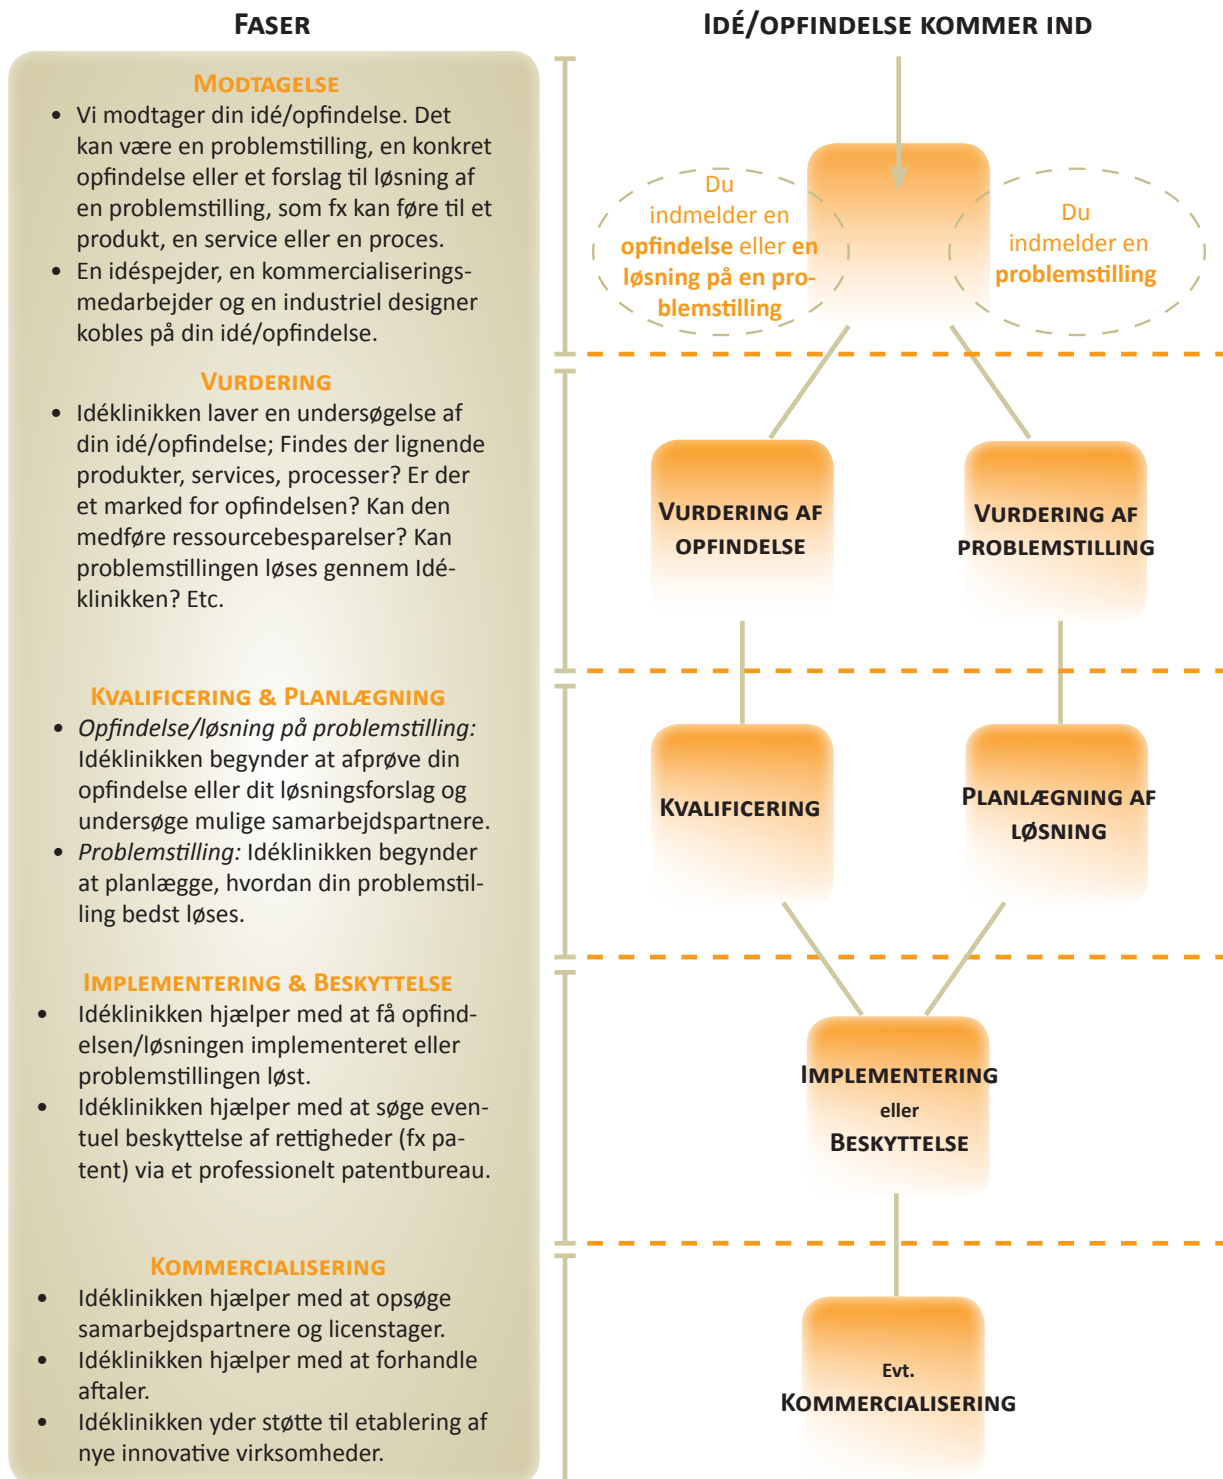 Faser
Modtagelse
• Vi modtager din idé/opfindelse. Det
kan være en problemstilling, en konkret
opfindelse eller et forslag til løsning af
en problemstilling, som fx kan føre til et
produkt, en service eller en proces.
• En idéspejder, en kommercialiserings-
medarbejder og en industriel designer
kobles på din idé/opfindelse.
Vurdering
• Idéklinikken laver en undersøgelse af
din idé/opfindelse; Findes der lignende
produkter, services, processer? Er der
et marked for opfindelsen? Kan den
medføre ressourcebesparelser? Kan
problemstillingen løses gennem Idé-
klinikken? Etc.
Kvalificering & Planlægning
• Opfindelse/løsning på problemstilling:
Idéklinikken begynder at afprøve din
opfindelse eller dit løsningsforslag og
undersøge mulige samarbejdspartnere.
• Problemstilling: Idéklinikken begynder
at planlægge, hvordan din problemstil-
ling bedst løses.
Implementering & Beskyttelse
• Idéklinikken hjælper med at få opfind-
elsen/løsningen implementeret eller
problemstillingen løst.
• Idéklinikken hjælper med at søge even-
tuel beskyttelse af rettigheder (fx pa-
tent) via et professionelt patentbureau.
Kommercialisering
• Idéklinikken hjælper med at opsøge
samarbejdspartnere og licenstager.
• Idéklinikken hjælper med at forhandle
aftaler.
• Idéklinikken yder støtte til etablering af
nye innovative virksomheder.
Idé/opfindelse kommer ind
Du
indmelder en
opfindelse eller en
løsning på en pro-
blemstilling
Du
indmelder en
problemstilling
Vurdering af
opfindelse
Vurdering af
problemstilling
Kvalificering
Planlægning af
løsning
Implementering
eller
Beskyttelse
Evt.
Kommercialisering